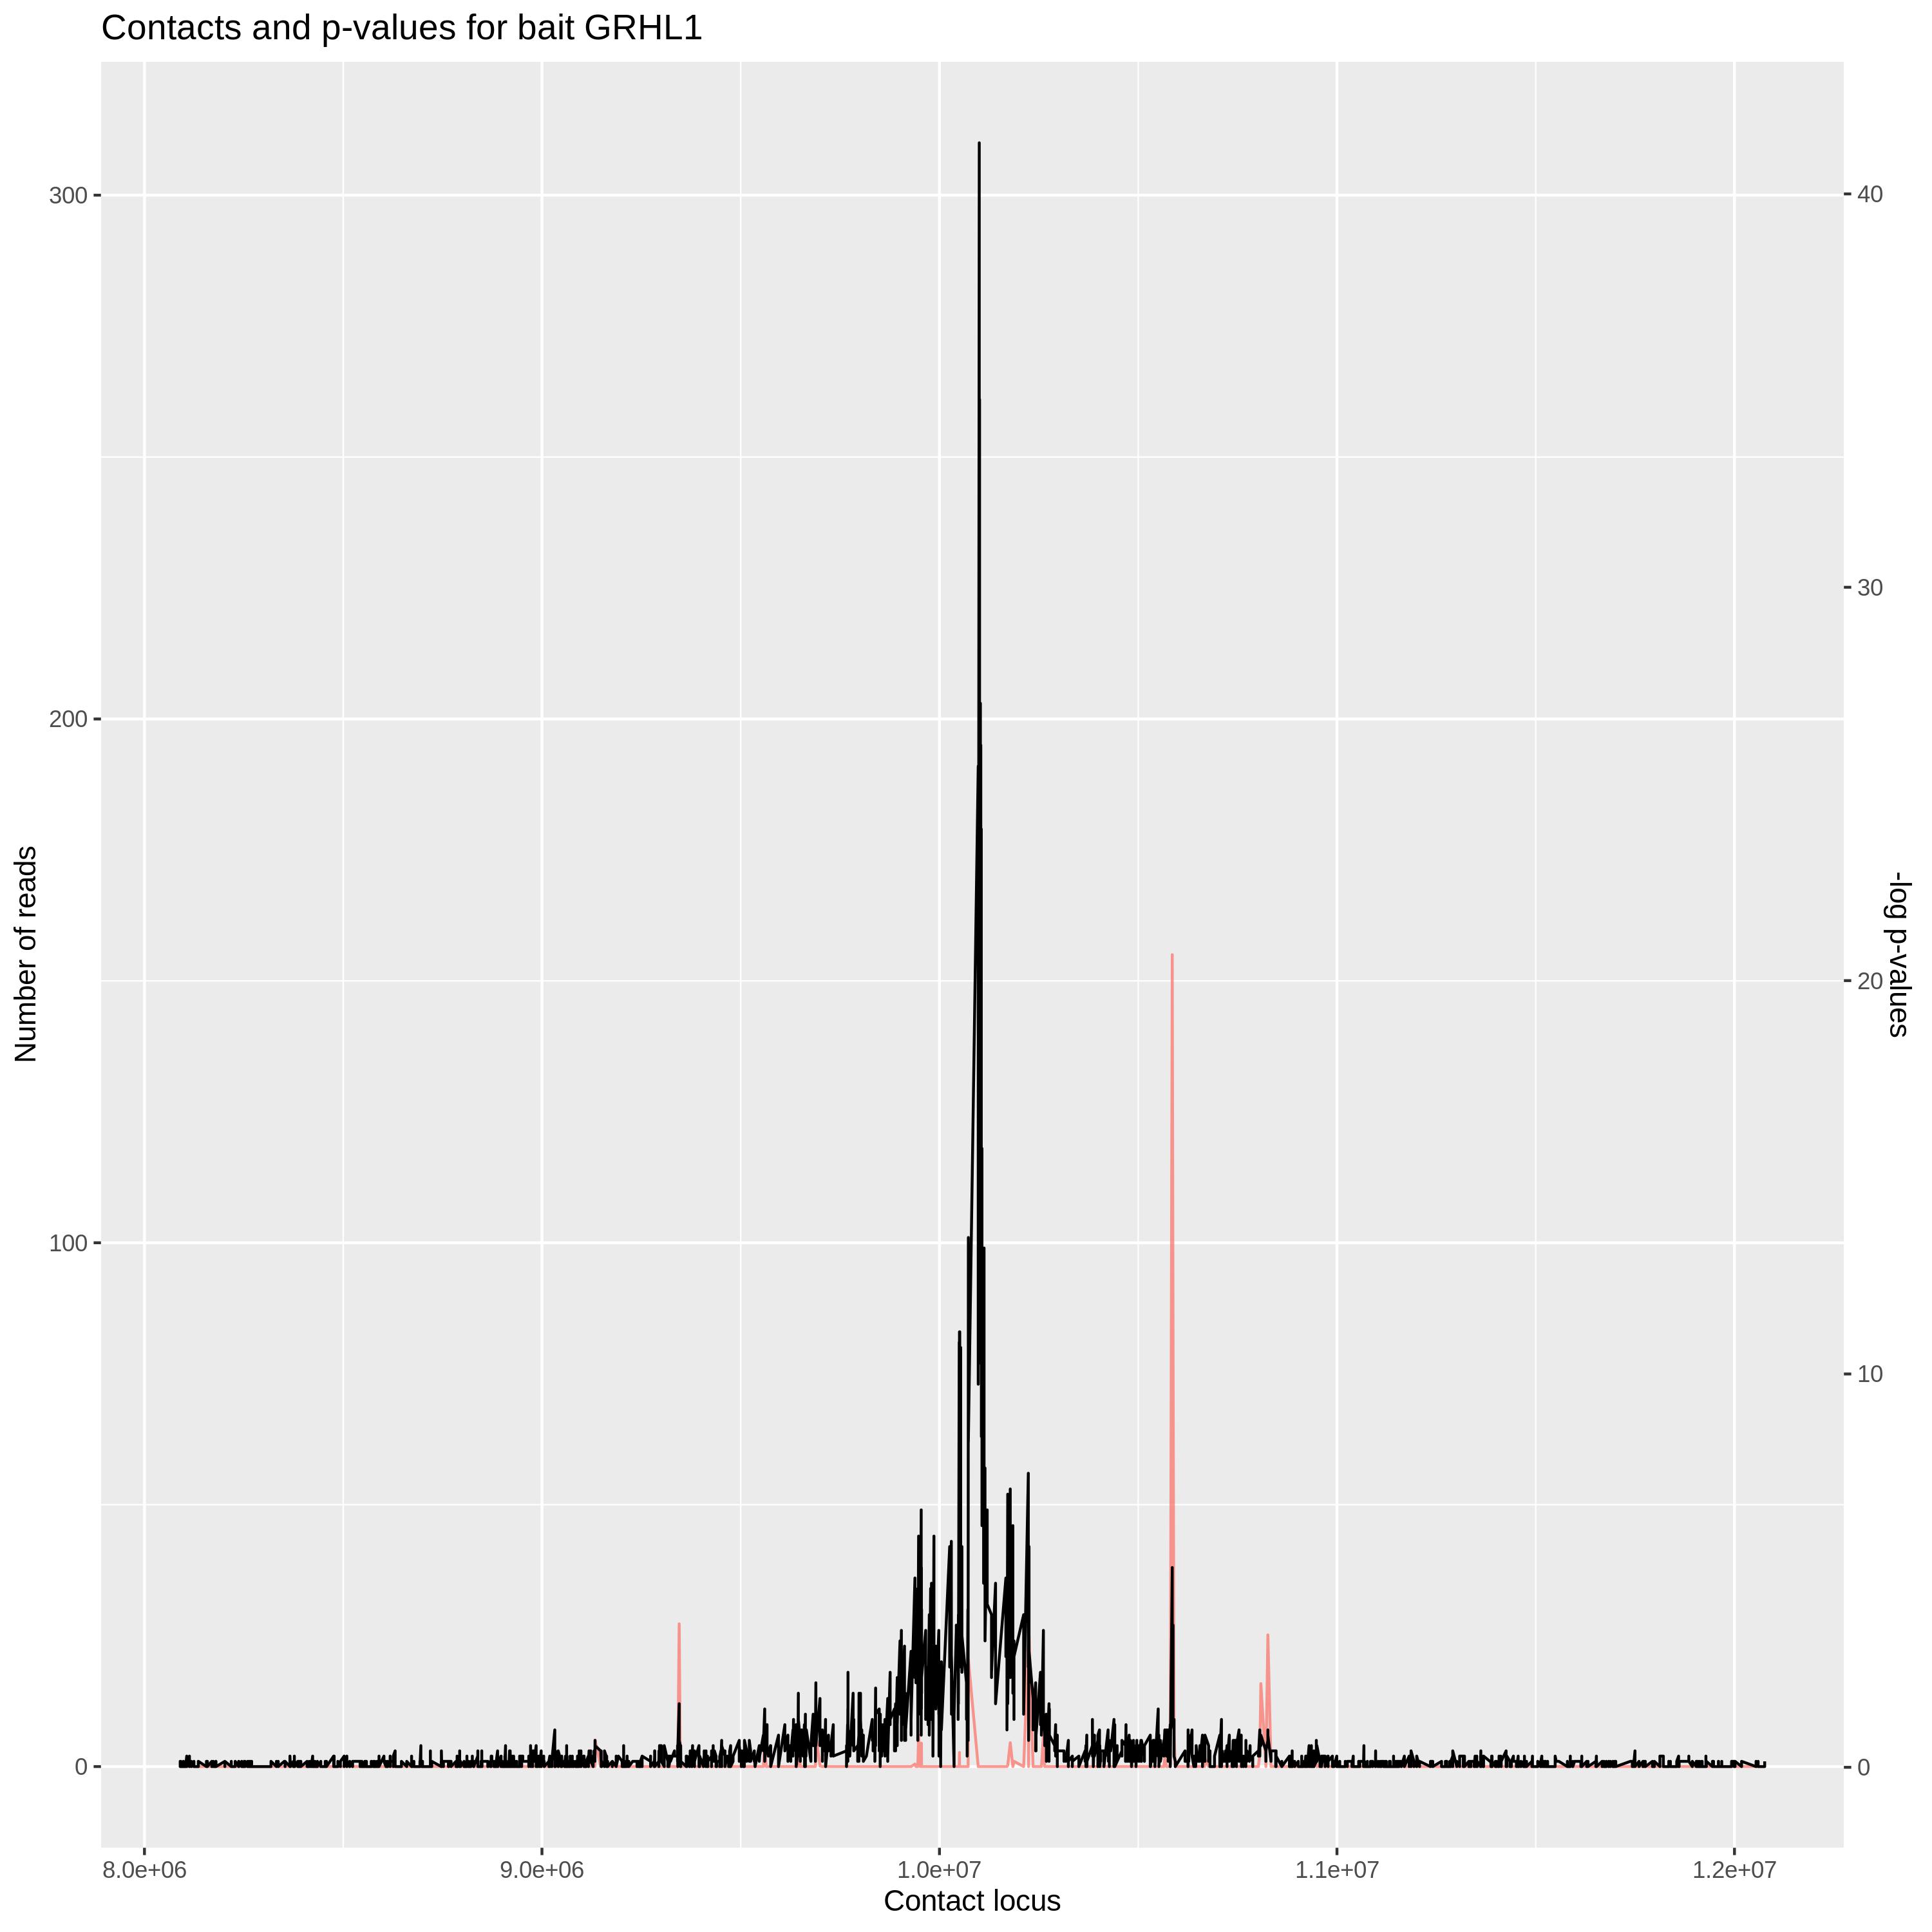 Contacts and p-values for bait GRHL1
300
200
100
0
Number of reads
40
30
20
10
0
-log p-values
8.0e+06
9.0e+06
1.0e+07
1.1e+07
1.2e+07
Contact locus